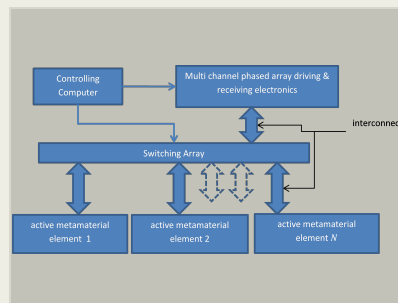 Controlling
Computer
Multi channel phased array driving &
receiving electronics
interconnect
Switching Array
active metamaterial
element 1
active metamaterial
element 2
active metamaterial
element N